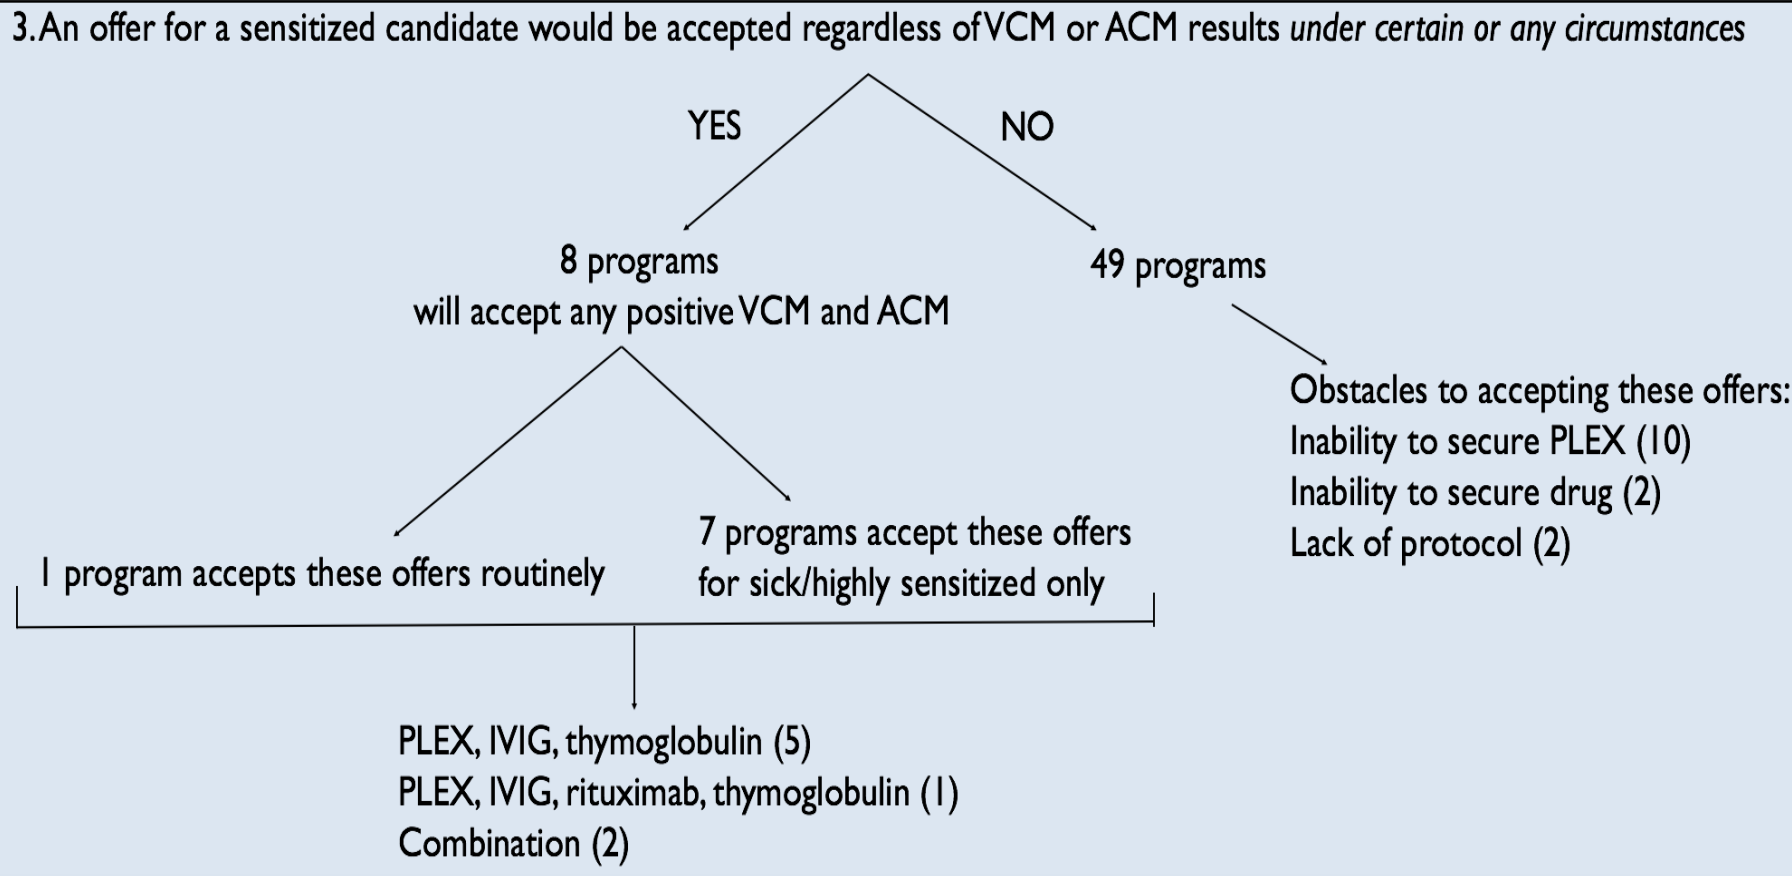 3. An offer for a sensitized candidate would be accepted regardless of VCM or ACM results under certain or any circumstances
YES
NO
8 programs
will accept any positive VCM and ACM
49 programs
Obstacles to accepting these offers:
Inability to secure PLEX (10)
Inability to secure drug (2)
Lack of protocol (2)
1 program accepts these offers routinely
7 programs accept these offers
for sick/highly sensitized only
PLEX, IVIG, thymoglobulin (5)
PLEX, IVIG, rituximab, thymoglobulin (1)
Combination (2)